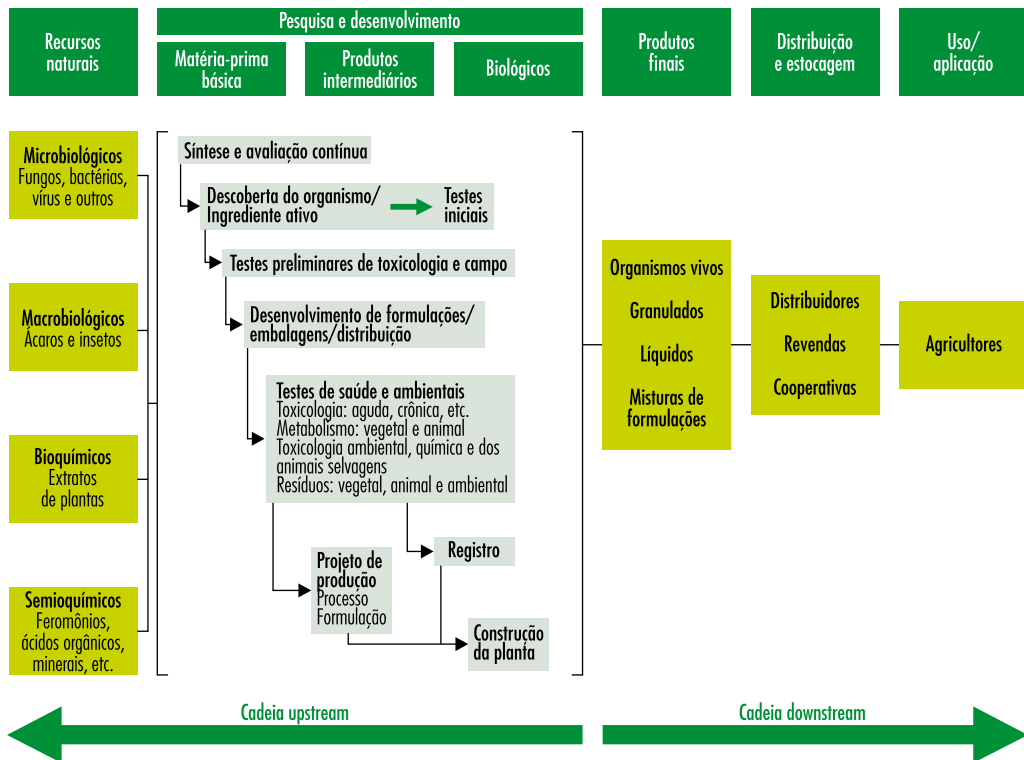 Recursos
naturais
Pesquisa e desenvolvimento
Matéria-prima
básica
Produtos
intermediários
Biológicos
Produtos
finais
Distribuição
e estocagem
Uso/
aplicação
Microbiológicos
Fungos, bactérias,
vírus e outros
Macrobiológicos
Ácaros e insetos
Bioquímicos
Extratos
de plantas
Semioquímicos
Feromônios,
ácidos orgânicos,
minerais, etc.
Síntese e avaliação contínua
Descoberta do organismo/
Ingrediente ativo
Testes
iniciais
Testes preliminares de toxicologia e campo
Desenvolvimento de formulações/
embalagens/distribuição
Testes de saúde e ambientais
Toxicologia: aguda, crônica, etc.
Metabolismo: vegetal e animal
Toxicologia ambiental, química e dos
animais selvagens
Resíduos: vegetal, animal e ambiental
Projeto de
produção
Processo
Formulação
Registro
Construção
da planta
Organismos vivos
Granulados
Líquidos
Misturas de
formulações
Distribuidores
Revendas
Cooperativas
Agricultores
Cadeia upstream
Cadeia downstream